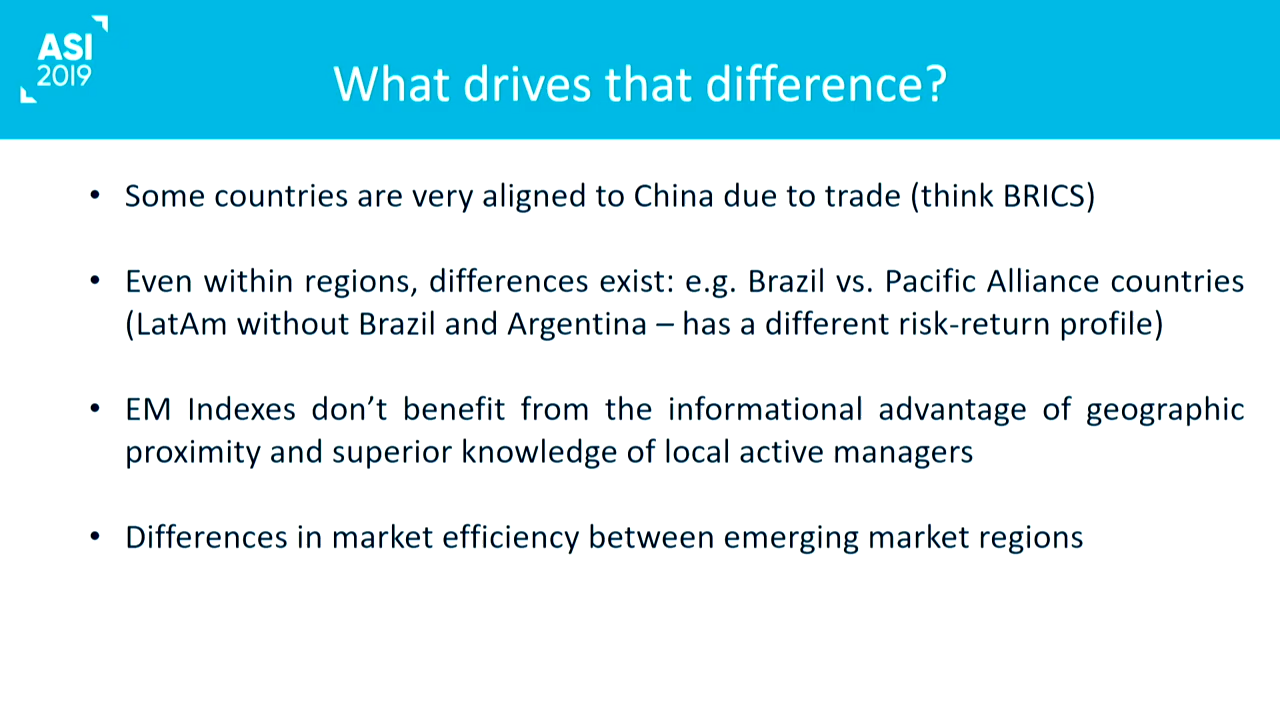 ASI
2019
What drives that difference?
• Some countries are very aligned to China due to trade (think BRICS)
• Even within regions, differences exist: e.g. Brazil vs. Pacific Alliance countries
(LatAm without Brazil and Argentina – has a different risk-return profile)
• EM Indexes don’t benefit from the informational advantage of geographic
proximity and superior knowledge of local active managers
• Differences in market efficiency between emerging market regions